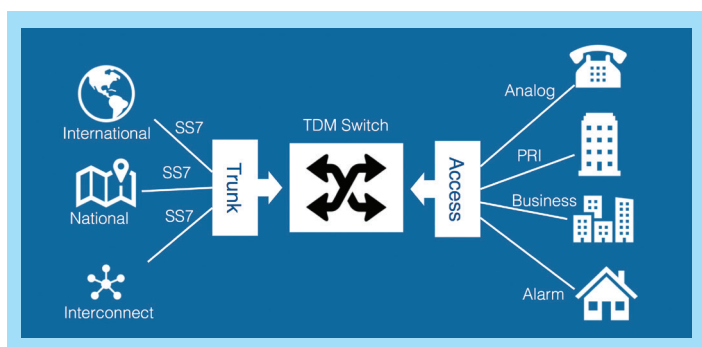 International
SS7
National
SS7
Interconnect
SS7
Trunk
TDM Switch
Access
Analog
PRI
Business
Alarm